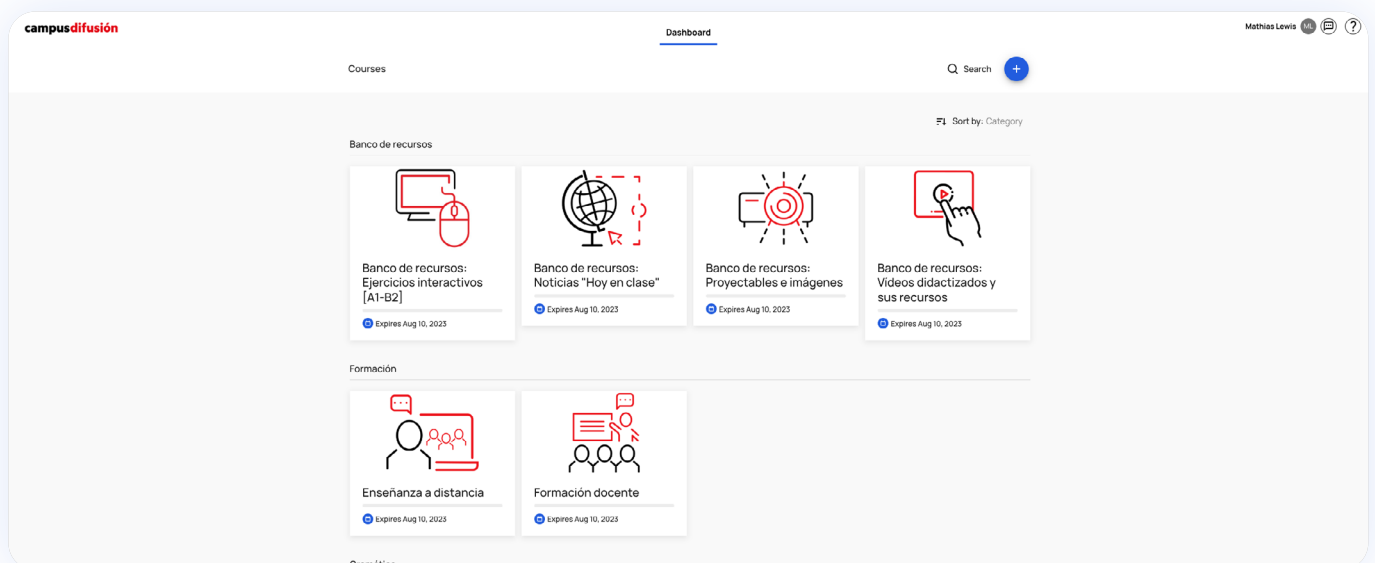 campusdifusión
Dashboard
Mathias Lewis ML ?
Courses
Search +
Sort by: Category
Banco de recursos
Banco de recursos:
Ejercicios interactivos
[A1-B2]
Expires Aug 10, 2023
Banco de recursos:
Noticias "Hoy en clase"
Expires Aug 10, 2023
Banco de recursos:
Proyectables e imágenes
Expires Aug 10, 2023
Banco de recursos:
Vídeos didactizados y
sus recursos
Expires Aug 10, 2023
Formación
Enseñanza a distancia
Expires Aug 10, 2023
Formación docente
Expires Aug 10, 2023